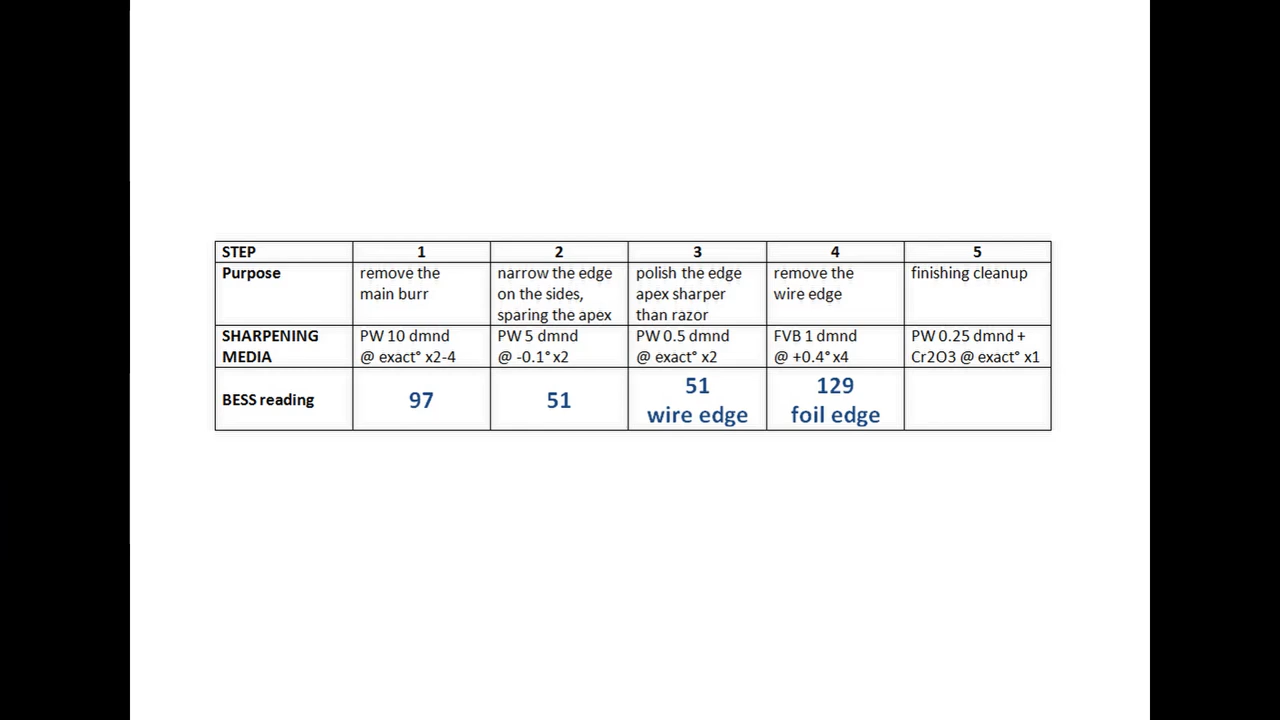 STEP 1 2 3 4 5
Purpose remove the narrow the edge polish the edge remove the finishing cleanup
main burr on the sides, apex sharper wire edge
sparing the apex than razor
SHARPENING PW 10 dmnd PW 5 dmnd PW 0.5 dmnd FVB 1 dmnd PW 0.25 dmnd +
MEDIA @ exact° x2-4 @ -0.1° x2 @ exact° x2 @ +0.4° x4 Cr2O3 @ exact° x1
BESS reading 97 51 51 129
wire edge foil edge